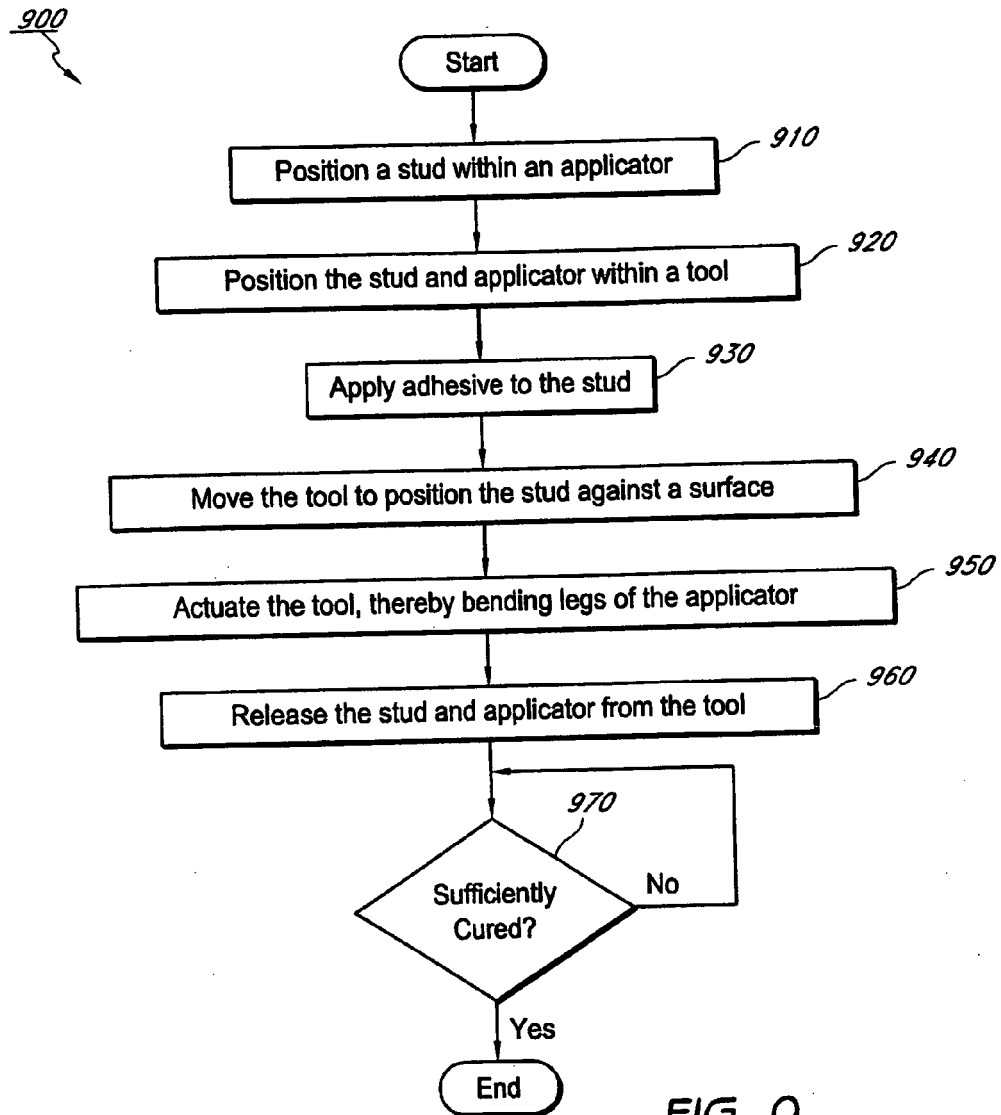 900
Start
Position a stud within an applicator
910
Position the stud and applicator within a tool
920
Apply adhesive to the stud
930
Move the tool to position the stud against a surface
940
Actuate the tool, thereby bending legs of the applicator
950
Release the stud and applicator from the tool
960
970
Sufficiently
Cured?
No
Yes
End